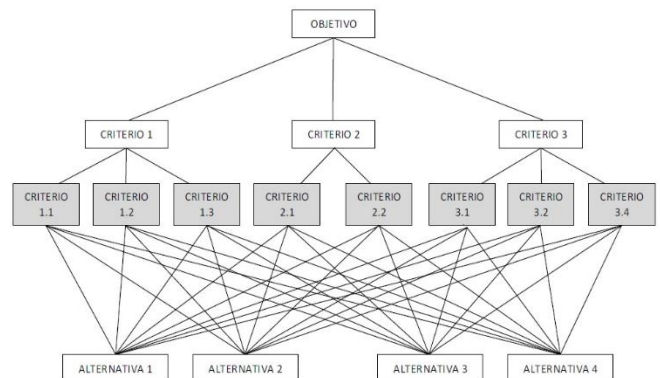 OBJETIVO
CRITERIO 1
CRITERIO 2
CRITERIO 3
CRITERIO
1.1
CRITERIO
1.2
CRITERIO
1.3
CRITERIO
2.1
CRITERIO
2.2
CRITERIO
3.1
CRITERIO
3.2
CRITERIO
3.4
ALTERNATIVA 1
ALTERNATIVA 2
ALTERNATIVA 3
ALTERNATIVA 4